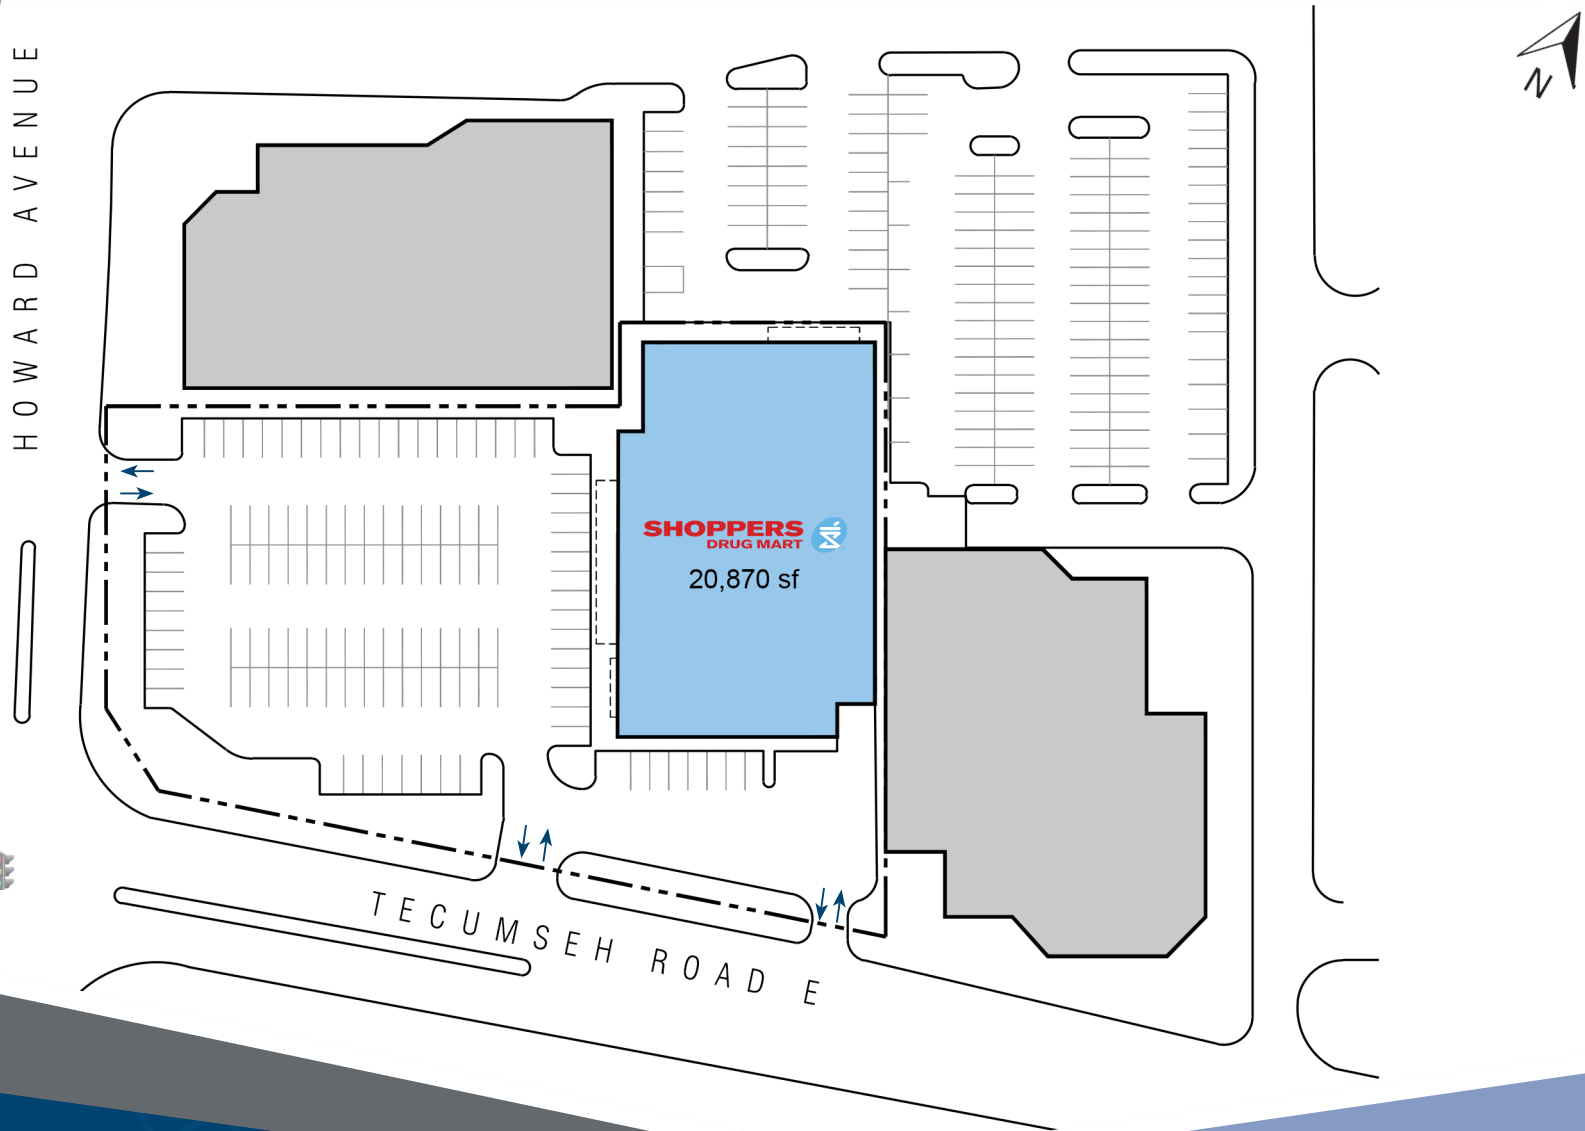 HOWARD AVENUE
N
SHOPPERS
DRUG MART
20,870 sf
TECUMSEH ROAD E